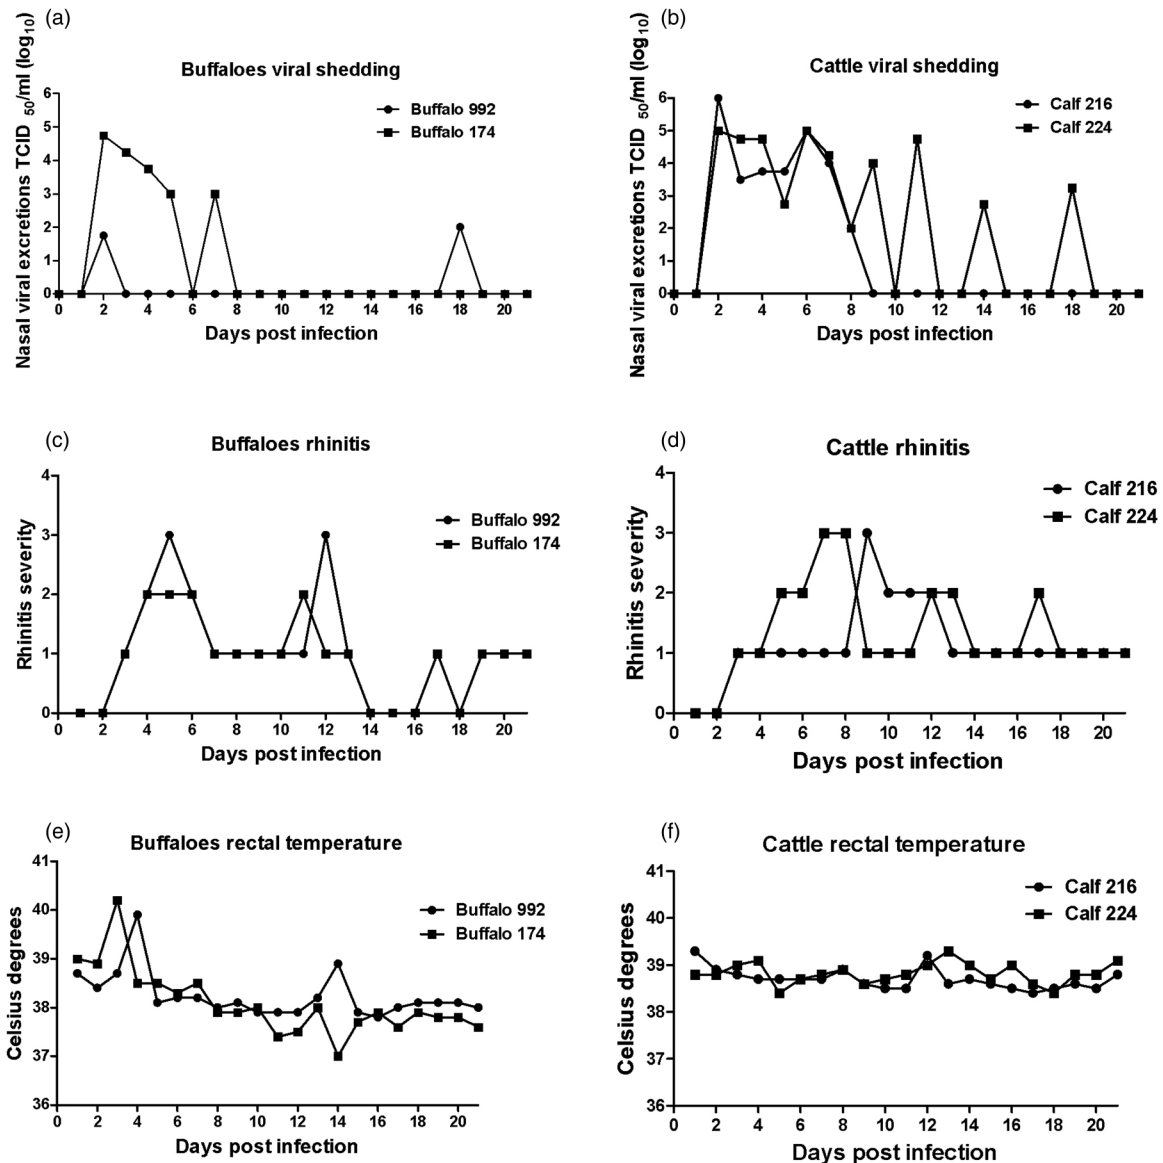 (a)
Buffaloes viral shedding
Nasal viral excretions TCID 50/ml (log10)
6
5
4
3
2
1
0
Buffalo 992
Buffalo 174
0 2 4 6 8 10 12 14 16 18 20
Days post infection
(b)
Cattle viral shedding
Nasal viral excretions TCID 50/ml (log10)
6
5
4
3
2
1
0
Calf 216
Calf 224
0 2 4 6 8 10 12 14 16 18 20
Days post infection
(c)
Buffaloes rhinitis
Rhinitis severity
4
3
2
1
0
Buffalo 992
Buffalo 174
0 2 4 6 8 10 12 14 16 18 20
Days post infection
(d)
Cattle rhinitis
Rhinitis severity
4
3
2
1
0
Calf 216
Calf 224
0 2 4 6 8 10 12 14 16 18 20
Days post infection
(e)
Buffaloes rectal temperature
Celsius degrees
41
40
39
38
37
36
Buffalo 992
Buffalo 174
0 2 4 6 8 10 12 14 16 18 20
Days post infection
(f)
Cattle rectal temperature
Celsius degrees
41
40
39
38
37
36
Calf 216
Calf 224
0 2 4 6 8 10 12 14 16 18 20
Days post infection